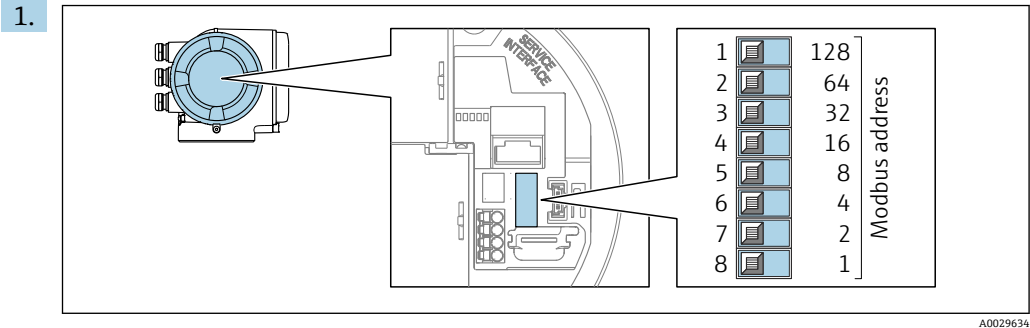 1.
SERVICE
INTERFACE
1 128
2 64
3 32
4 16
5 8
6 4
7 2
8 1
Modbus address
A0029634